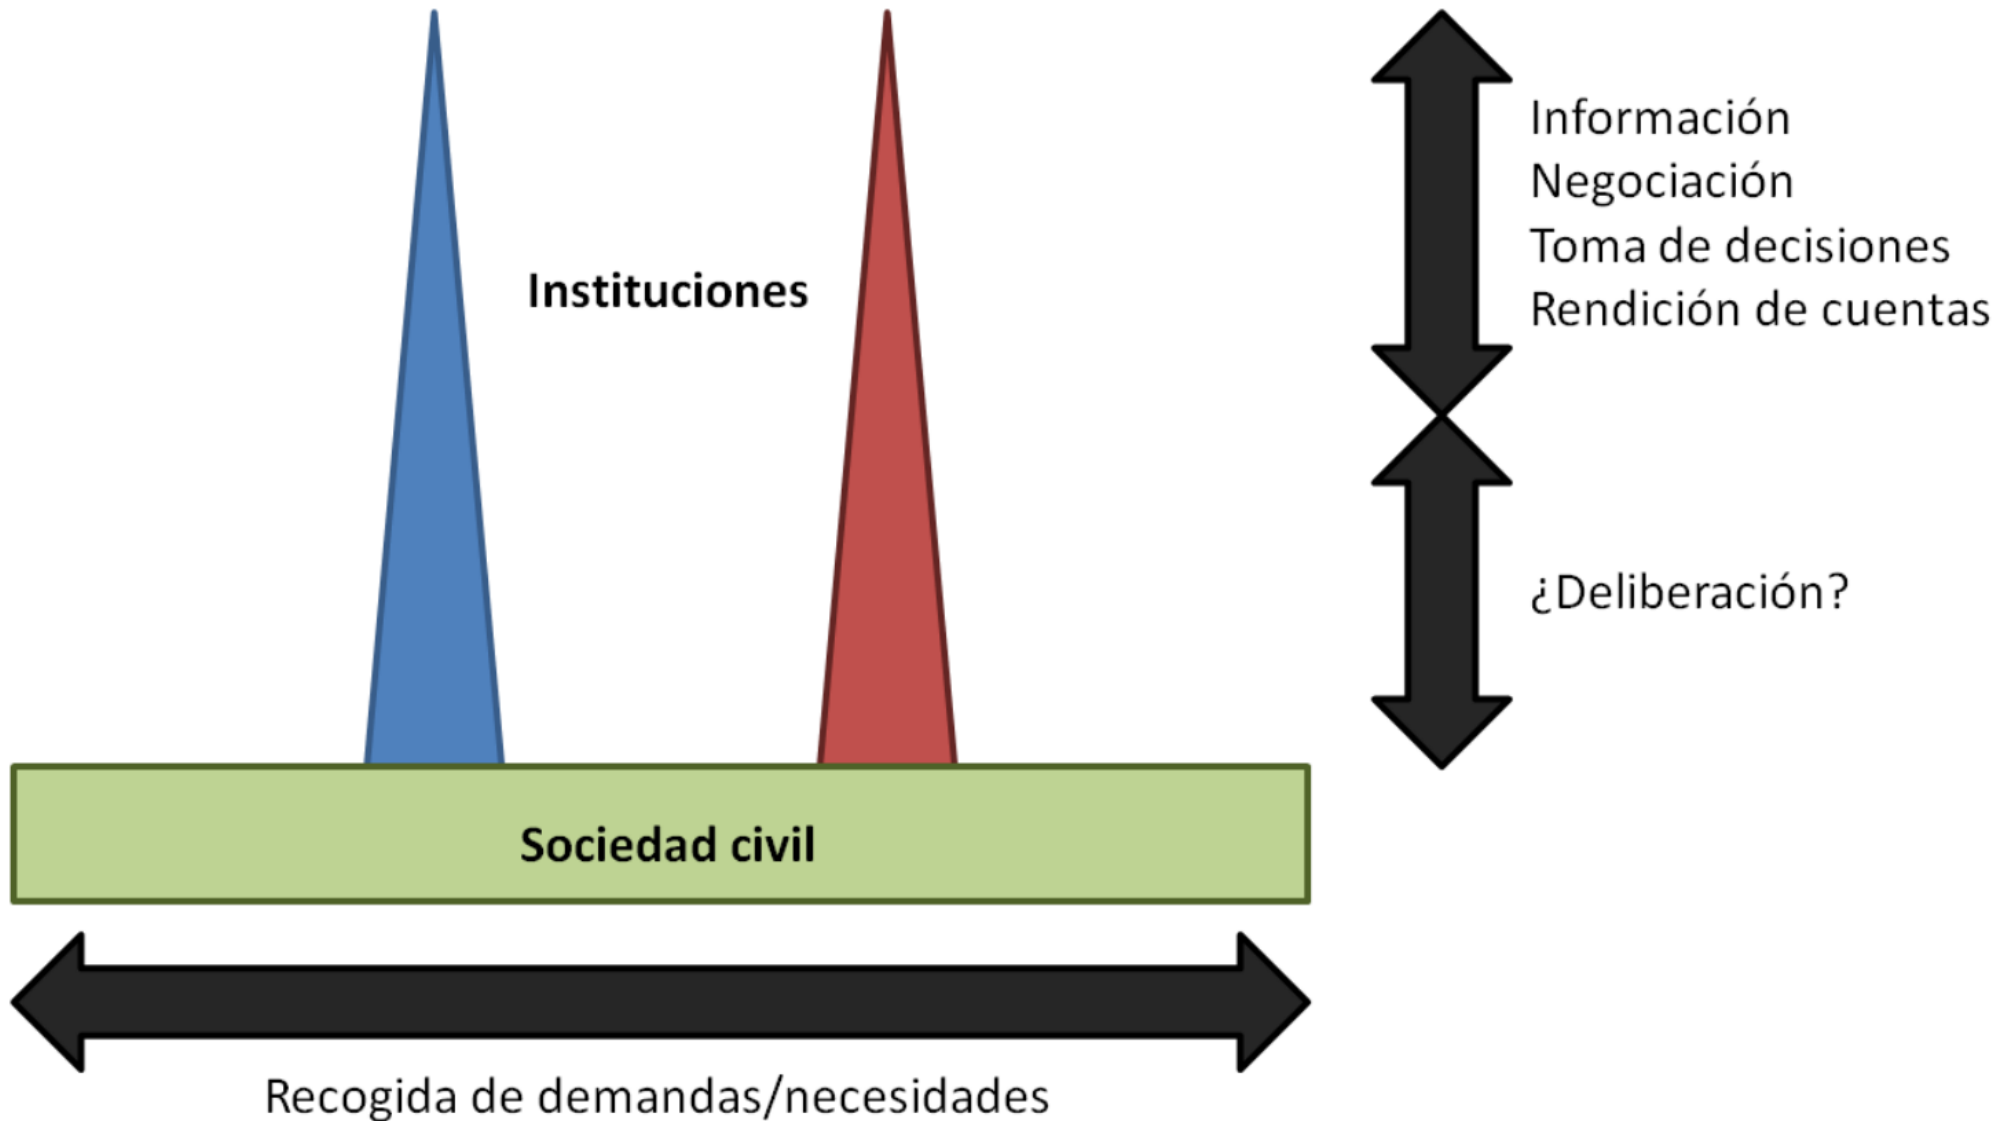 Información
Negociación
Toma de decisiones
Rendición de cuentas
Instituciones
¿Deliberación?
Sociedad civil
Recogida de demandas/necesidades